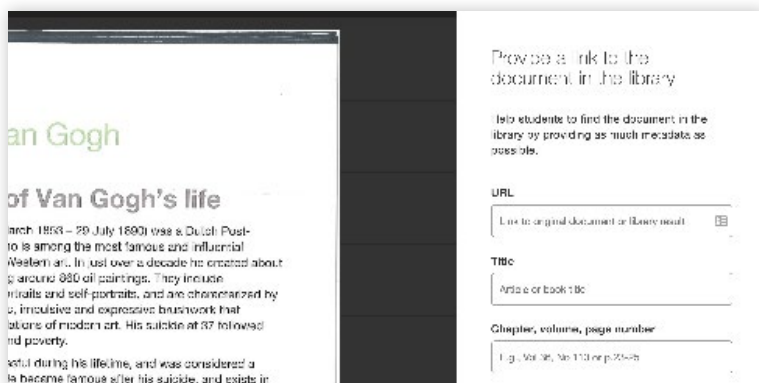 an Gogh
of Van Gogh's life
arch 1853 – 29 July 1890) was a Dutch Post-
o is among the most famous and influential
Western art. In just over a decade he created about
g around 860 oil paintings. They include
rtraits and self-portraits, and are characterized by
s, impulsive and expressive brushwork that
ations of modern art. His suicide at 37 followed
nd poverty.
sful during his lifetime, and was considered a
He became famous after his suicide, and exists in
Provide a link to the
document in the library
Help students to find the document in the
library by providing as much metadata as
possible.
URL
Link to original document or library result
Title
Article or book title
Chapter, volume, page number
E.g., Vol 36, No 113 or p.23-25